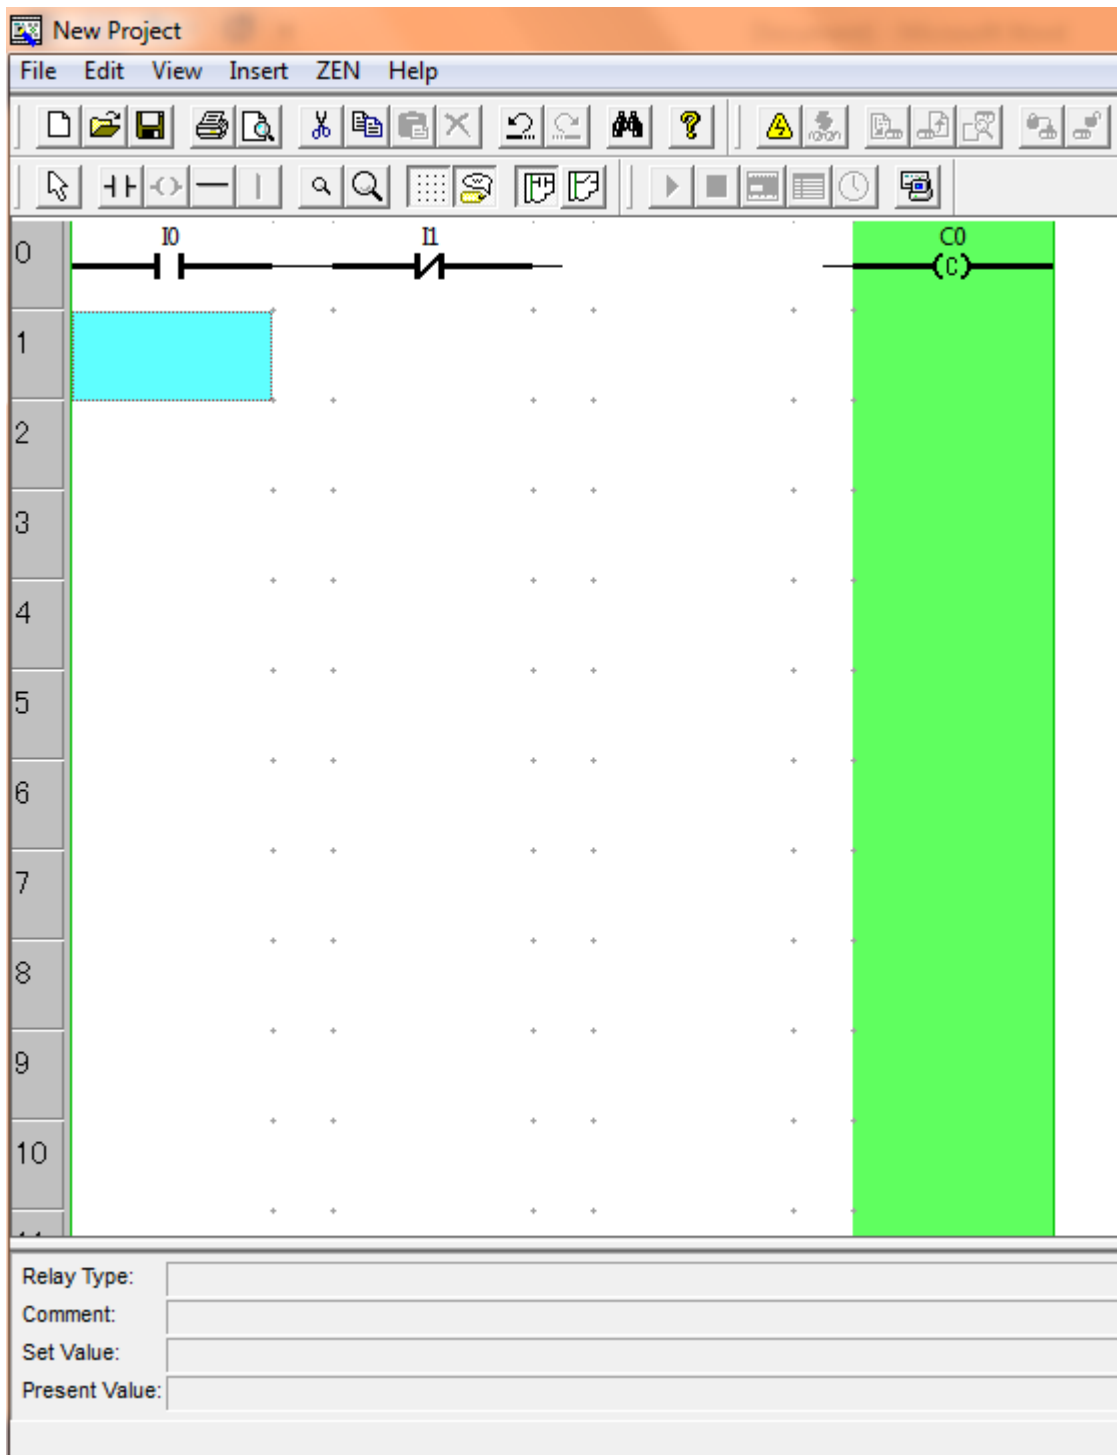 New Project
File Edit View Insert ZEN Help
0 I0 I1 C0
(C)
1
2
3
4
5
6
7
8
9
10
Relay Type:
Comment:
Set Value:
Present Value: